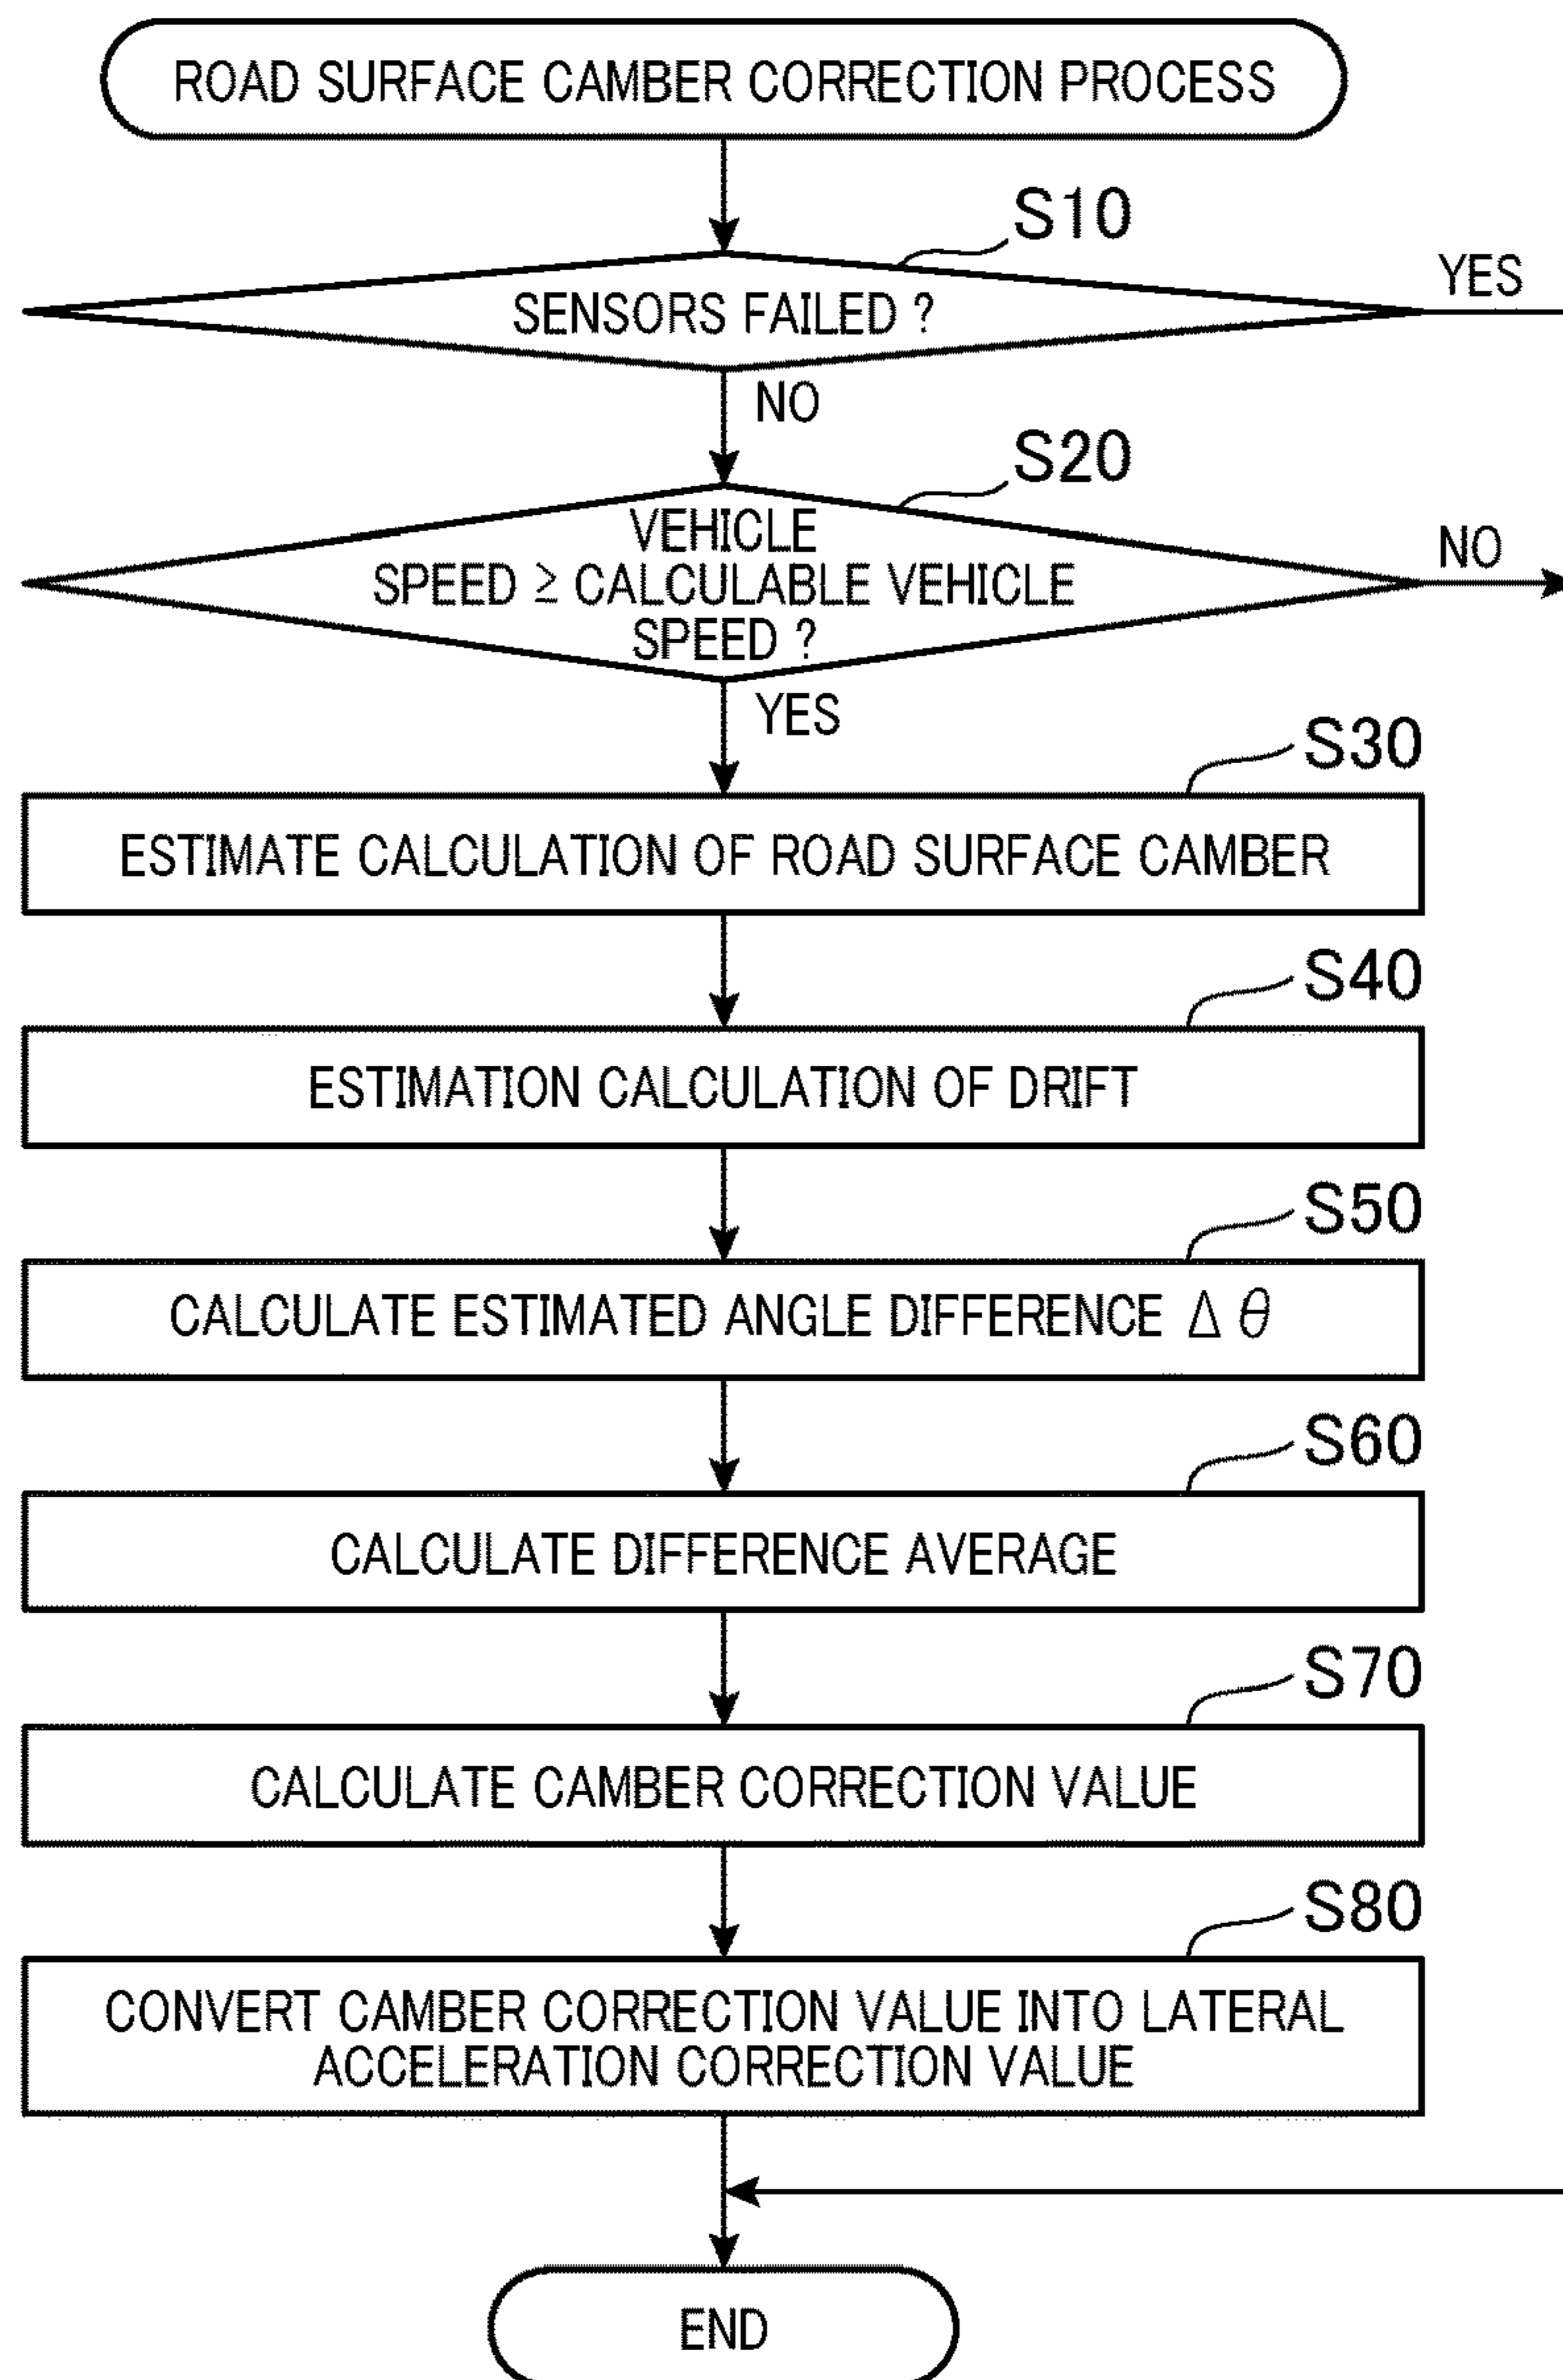 ROAD SURFACE CAMBER CORRECTION PROCESS
S10
SENSORS FAILED ?
YES
NO
S20
VEHICLE
SPEED ≥ CALCULABLE VEHICLE
SPEED ?
NO
YES
S30
ESTIMATE CALCULATION OF ROAD SURFACE CAMBER
S40
ESTIMATION CALCULATION OF DRIFT
S50
CALCULATE ESTIMATED ANGLE DIFFERENCE Δ θ
S60
CALCULATE DIFFERENCE AVERAGE
S70
CALCULATE CAMBER CORRECTION VALUE
S80
CONVERT CAMBER CORRECTION VALUE INTO LATERAL
ACCELERATION CORRECTION VALUE
END